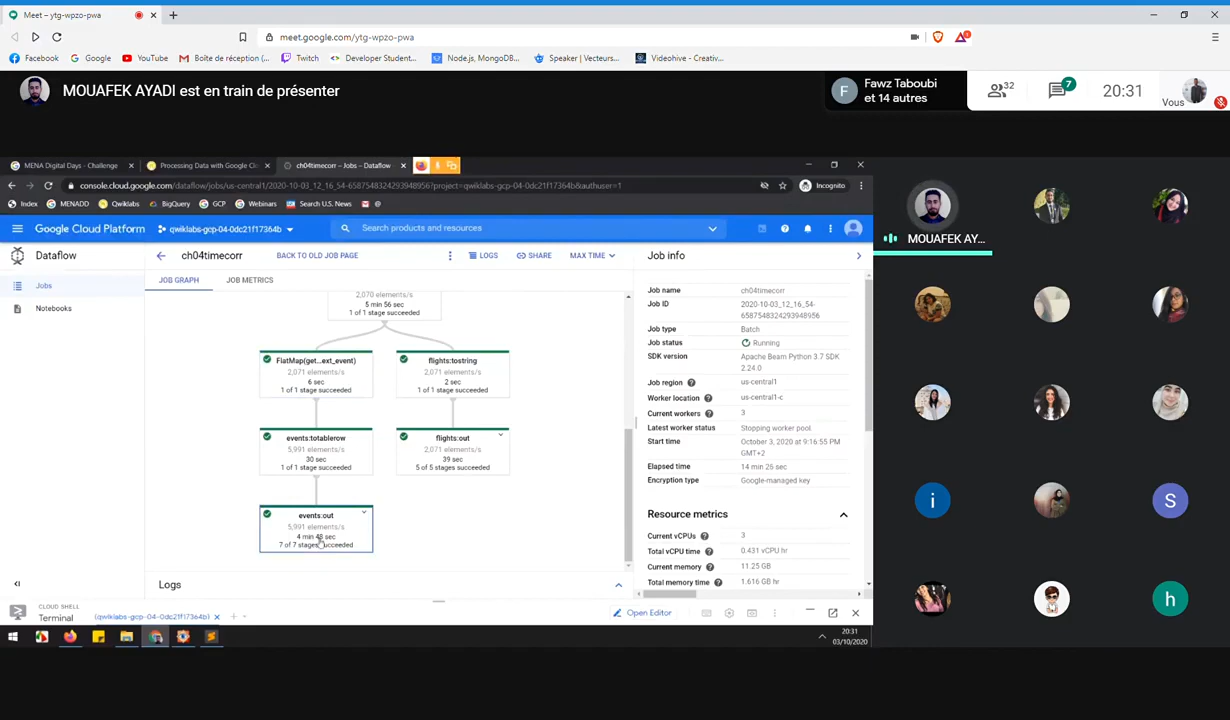 Meet – ytg-wpzo-pwa
meet.google.com/ytg-wpzo-pwa
Facebook
Google
YouTube
Boîte de réception (...
Twitch
Developer Student...
Node.js, MongoDB...
Speaker | Vecteurs...
Videohive - Creativ...
MOUAFEK AYADI est en train de présenter
F
Fawz Taboubi
et 14 autres
32
7
20:31
Vous
MENA Digital Days - Challenge
Processing Data with Google Cl
ch04timecorr – Jobs – Dataflow
console.cloud.google.com/dataflow/jobs/us-central1/2020-10-03_12_16_54-6587548324293948956?project=qwiklabs-gcp-04-0dc21f17364b&authuser=1
Incognito
Index
MENADD
Qwiklabs
BigQuery
GCP
Webinars
Search U.S. News
Google Cloud Platform
qwiklabs-gcp-04-0dc21f17364b
Search products and resources
Dataflow
ch04timecorr
BACK TO OLD JOB PAGE
LOGS
SHARE
MAX TIME
Job info
Jobs
Notebooks
JOB GRAPH
JOB METRICS
2,070 elements/s
5 min 56 sec
1 of 1 stage succeeded
FlatMap(get...ext_event)
2,071 elements/s
6 sec
1 of 1 stage succeeded
flights:tostring
2,071 elements/s
2 sec
1 of 1 stage succeeded
events:totablerow
5,991 elements/s
30 sec
1 of 1 stage succeeded
flights:out
2,071 elements/s
39 sec
5 of 5 stages succeeded
events:out
5,991 elements/s
4 min 48 sec
7 of 7 stages succeeded
Job name ch04timecorr
Job ID 2020-10-03_12_16_54-
6587548324293948956
Job type Batch
Job status Running
SDK version Apache Beam Python 3.7 SDK
2.24.0
Job region us-central1
Worker location us-central1-c
Current workers 3
Latest worker status Stopping worker pool
Start time October 3, 2020 at 9:16:55 PM
GMT+2
Elapsed time 14 min 26 sec
Encryption type Google-managed key
Resource metrics
Current vCPUs 3
Total vCPU time 0.431 vCPU hr
Current memory 11.25 GB
Total memory time 1.616 GB hr
Logs
CLOUD SHELL
Terminal
(qwiklabs-gcp-04-0dc21f17364b)
Open Editor
20:31
03/10/2020
MOUAFEK AY...
i
S
h